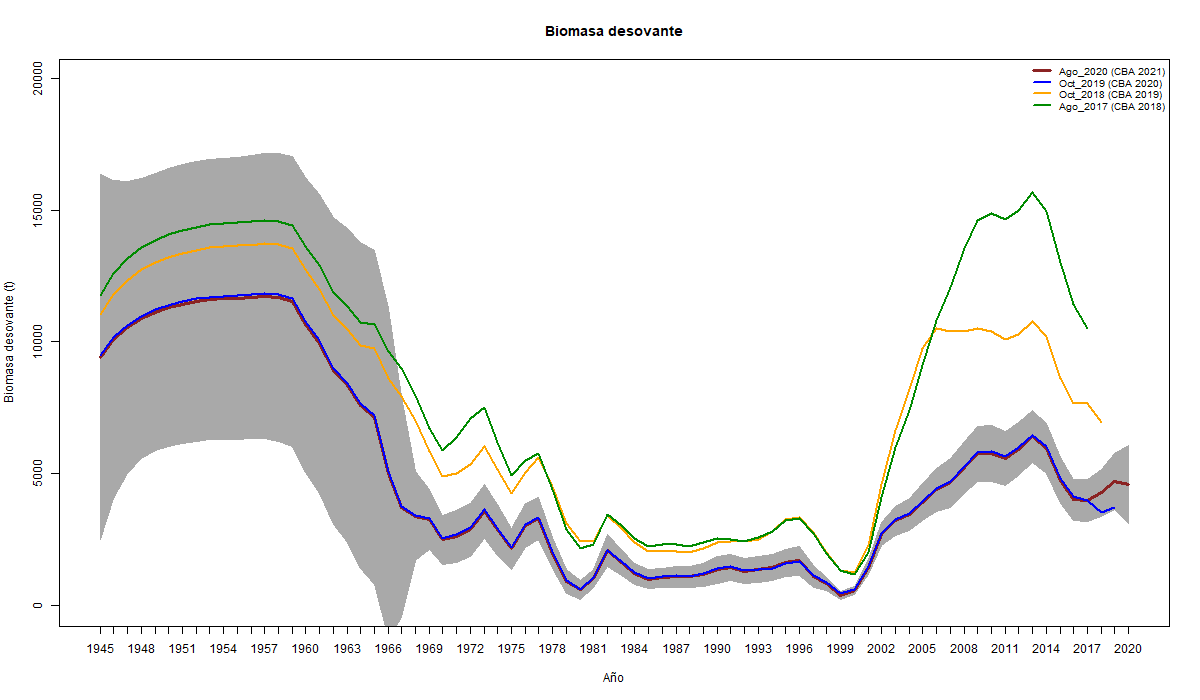 Biomasa desovante
Ago_2020 (CBA 2021)
Oct_2019 (CBA 2020)
Oct_2018 (CBA 2019)
Ago_2017 (CBA 2018)
Biomasa desovante (t)
20000
15000
10000
5000
0
1945 1948 1951 1954 1957 1960 1963 1966 1969 1972 1975 1978 1981 1984 1987 1990 1993 1996 1999 2002 2005 2008 2011 2014 2017 2020
Año